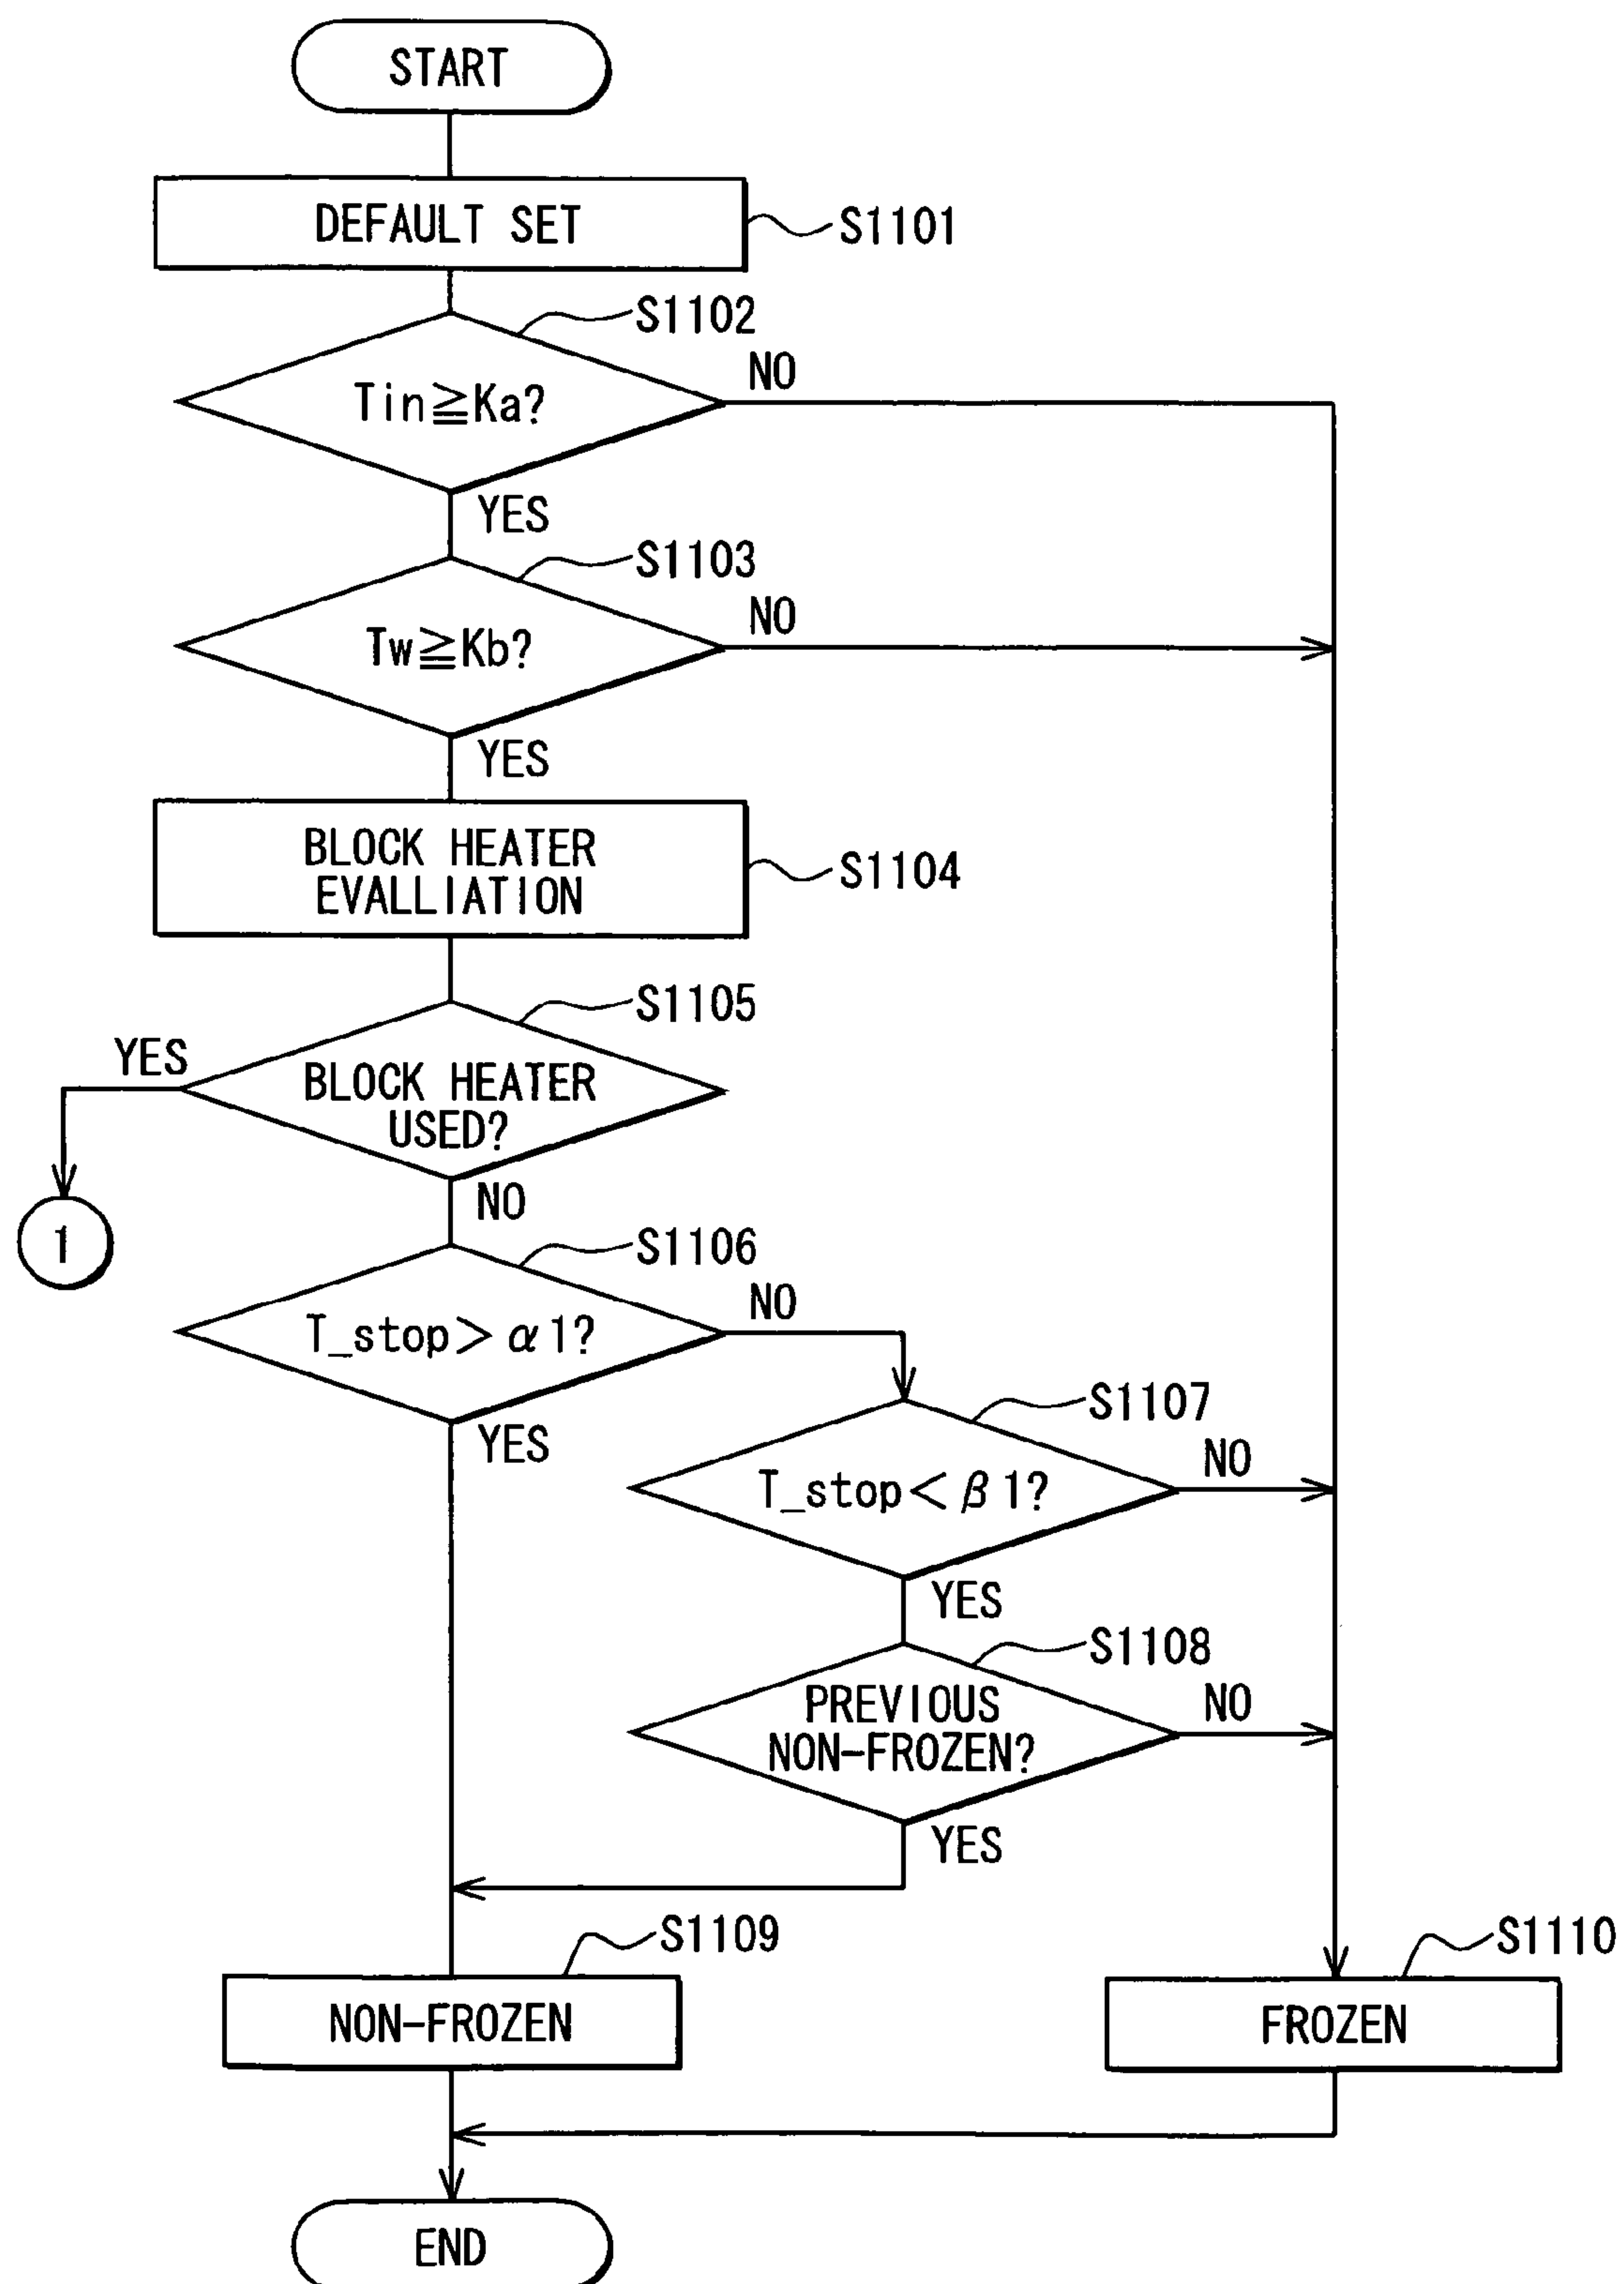 START
DEFAULT SET
S1101
S1102
Tin≧Ka?
NO
YES
S1103
Tw≧Kb?
NO
YES
BLOCK HEATER
EVALLIATION
S1104
S1105
YES
BLOCK HEATER
USED?
NO
1
S1106
T_stop>α1?
NO
YES
S1107
T_stop<β1?
NO
YES
S1108
PREVIOUS
NON-FROZEN?
NO
YES
S1109
NON-FROZEN
S1110
FROZEN
END